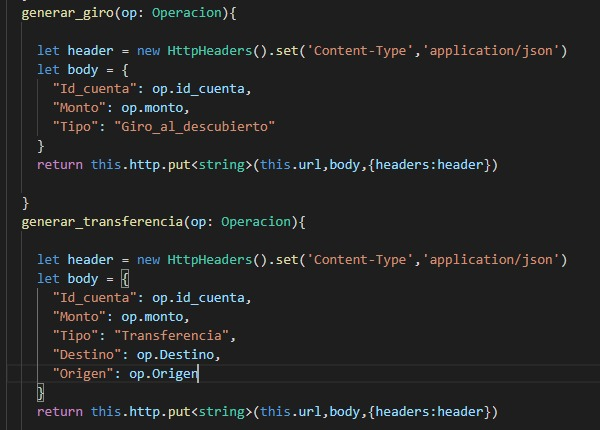 generar_giro(op: Operacion){
let header = new HttpHeaders().set('Content-Type','application/json')
let body = {
"Id_cuenta": op.id_cuenta,
"Monto": op.monto,
"Tipo": "Giro_al_descubierto"
}
return this.http.put<string>(this.url,body,{headers:header})
}
generar_transferencia(op: Operacion){
let header = new HttpHeaders().set('Content-Type','application/json')
let body = {
"Id_cuenta": op.id_cuenta,
"Monto": op.monto,
"Tipo": "Transferencia",
"Destino": op.Destino,
"Origen": op.Origen
}
return this.http.put<string>(this.url,body,{headers:header})